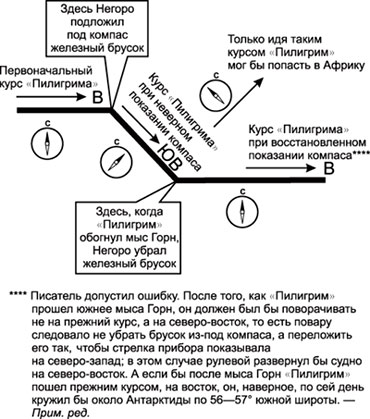 Здесь Негоро
подложил
под компас
железный брусок
Только идя таким
курсом «Пилигрим»
мог бы попасть в Африку
Первоначальный
курс «Пилигрима»
В
С
Курс «Пилигрима»
при неверном
показании компаса
ЮВ
С
С
Курс «Пилигрима»
при восстановленном
показании компаса****
В
С
Здесь, когда
«Пилигрим»
обогнул мыс Горн,
Негоро убрал
железный брусок
**** Писатель допустил ошибку. После того, как «Пилигрим»
прошел южнее мыса Горн, он должен был бы поворачивать
не на прежний курс, а на северо-восток, то есть повару
следовало не убрать брусок из-под компаса, а переложить
его так, чтобы стрелка прибора показывала
на северо-запад; в этом случае рулевой развернул бы судно
на северо-восток. А если бы после мыса Горн «Пилигрим»
пошел прежним курсом, на восток, он, наверное, по сей день
кружил бы около Антарктиды по 56—57° южной широты. —
Прим. ред.